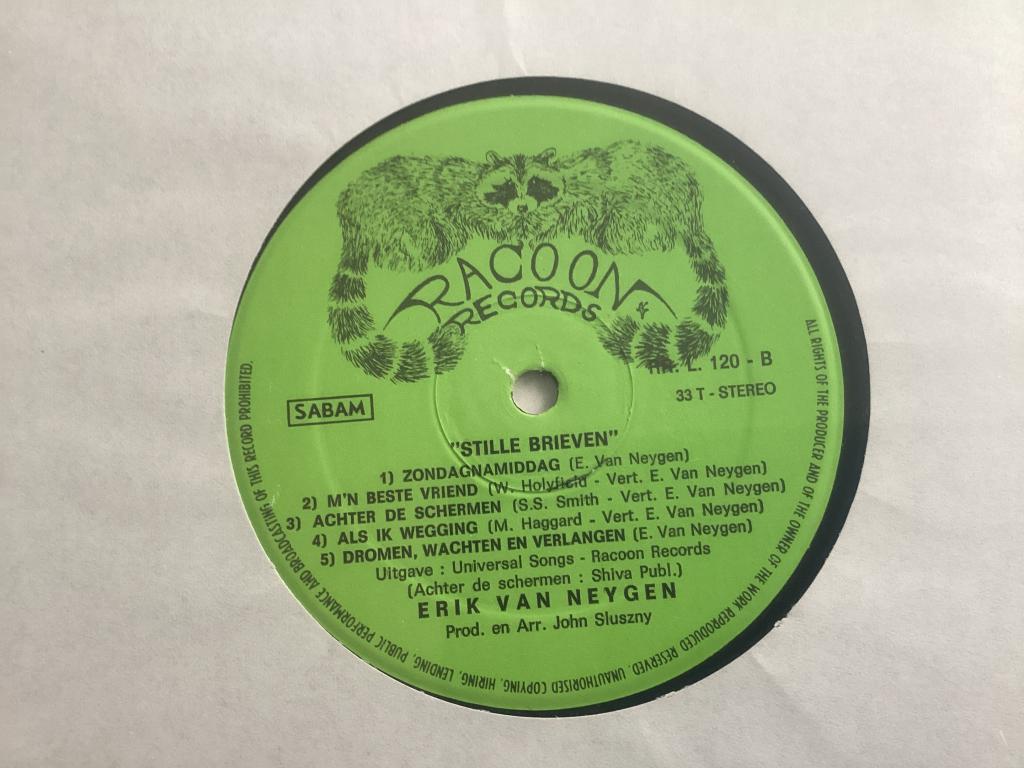 RACOON
RECORDS
L. 120 - B
33 T - STEREO
SABAM
"STILLE BRIEVEN"
1) ZONDAGNAMIDDAG (E. Van Neygen)
2) M'N BESTE VRIEND (W. Holyfield - Vert. E. Van Neygen)
3) ACHTER DE SCHERMEN (S.S. Smith - Vert. E. Van Neygen)
4) ALS IK WEGGING (M. Haggard - Vert. E. Van Neygen)
5) DROMEN, WACHTEN EN VERLANGEN (E. Van Neygen)
Uitgave : Universal Songs - Racoon Records
(Achter de schermen : Shiva Publ.)
ERIK VAN NEYGEN
Prod. en Arr. John Sluszny
ALL RIGHTS OF THE PRODUCER AND OF THE OWNER OF THE WORK REPRODUCED RESERVED. UNAUTHORISED COPYING, HIRING, LENDING, PUBLIC PERFORMANCE AND BROADCASTING OF THIS RECORD PROHIBITED.